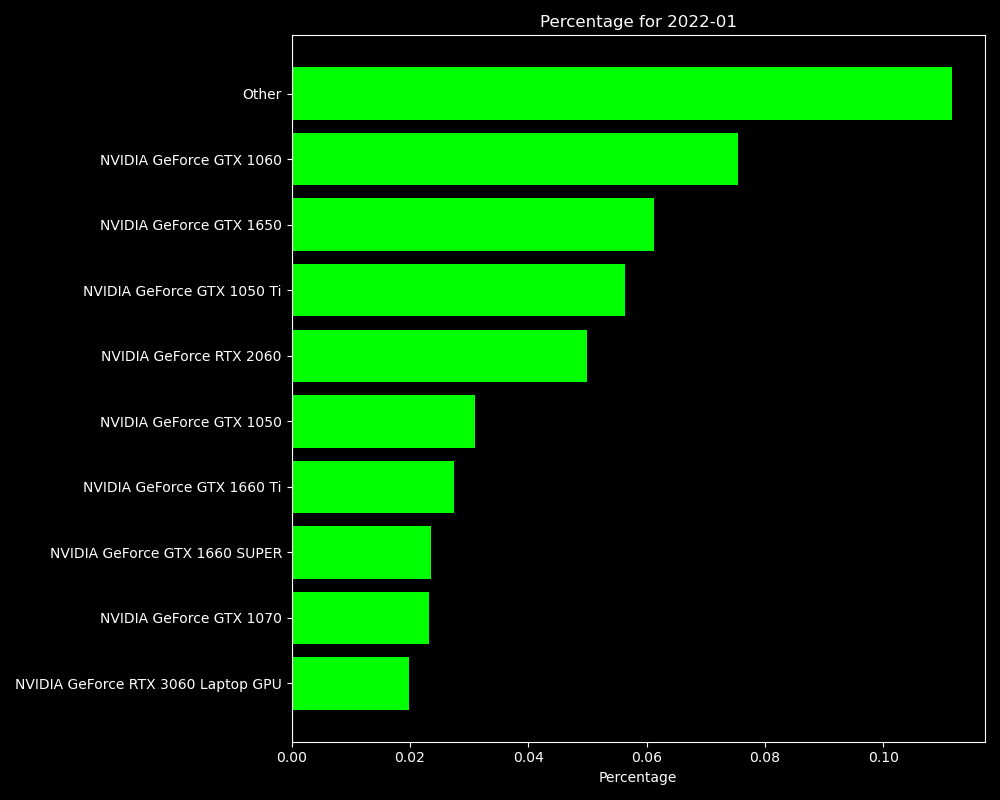 Percentage for 2022-01
Other
NVIDIA GeForce GTX 1060
NVIDIA GeForce GTX 1650
NVIDIA GeForce GTX 1050 Ti
NVIDIA GeForce RTX 2060
NVIDIA GeForce GTX 1050
NVIDIA GeForce GTX 1660 Ti
NVIDIA GeForce GTX 1660 SUPER
NVIDIA GeForce GTX 1070
NVIDIA GeForce RTX 3060 Laptop GPU
0.00 0.02 0.04 0.06 0.08 0.10
Percentage